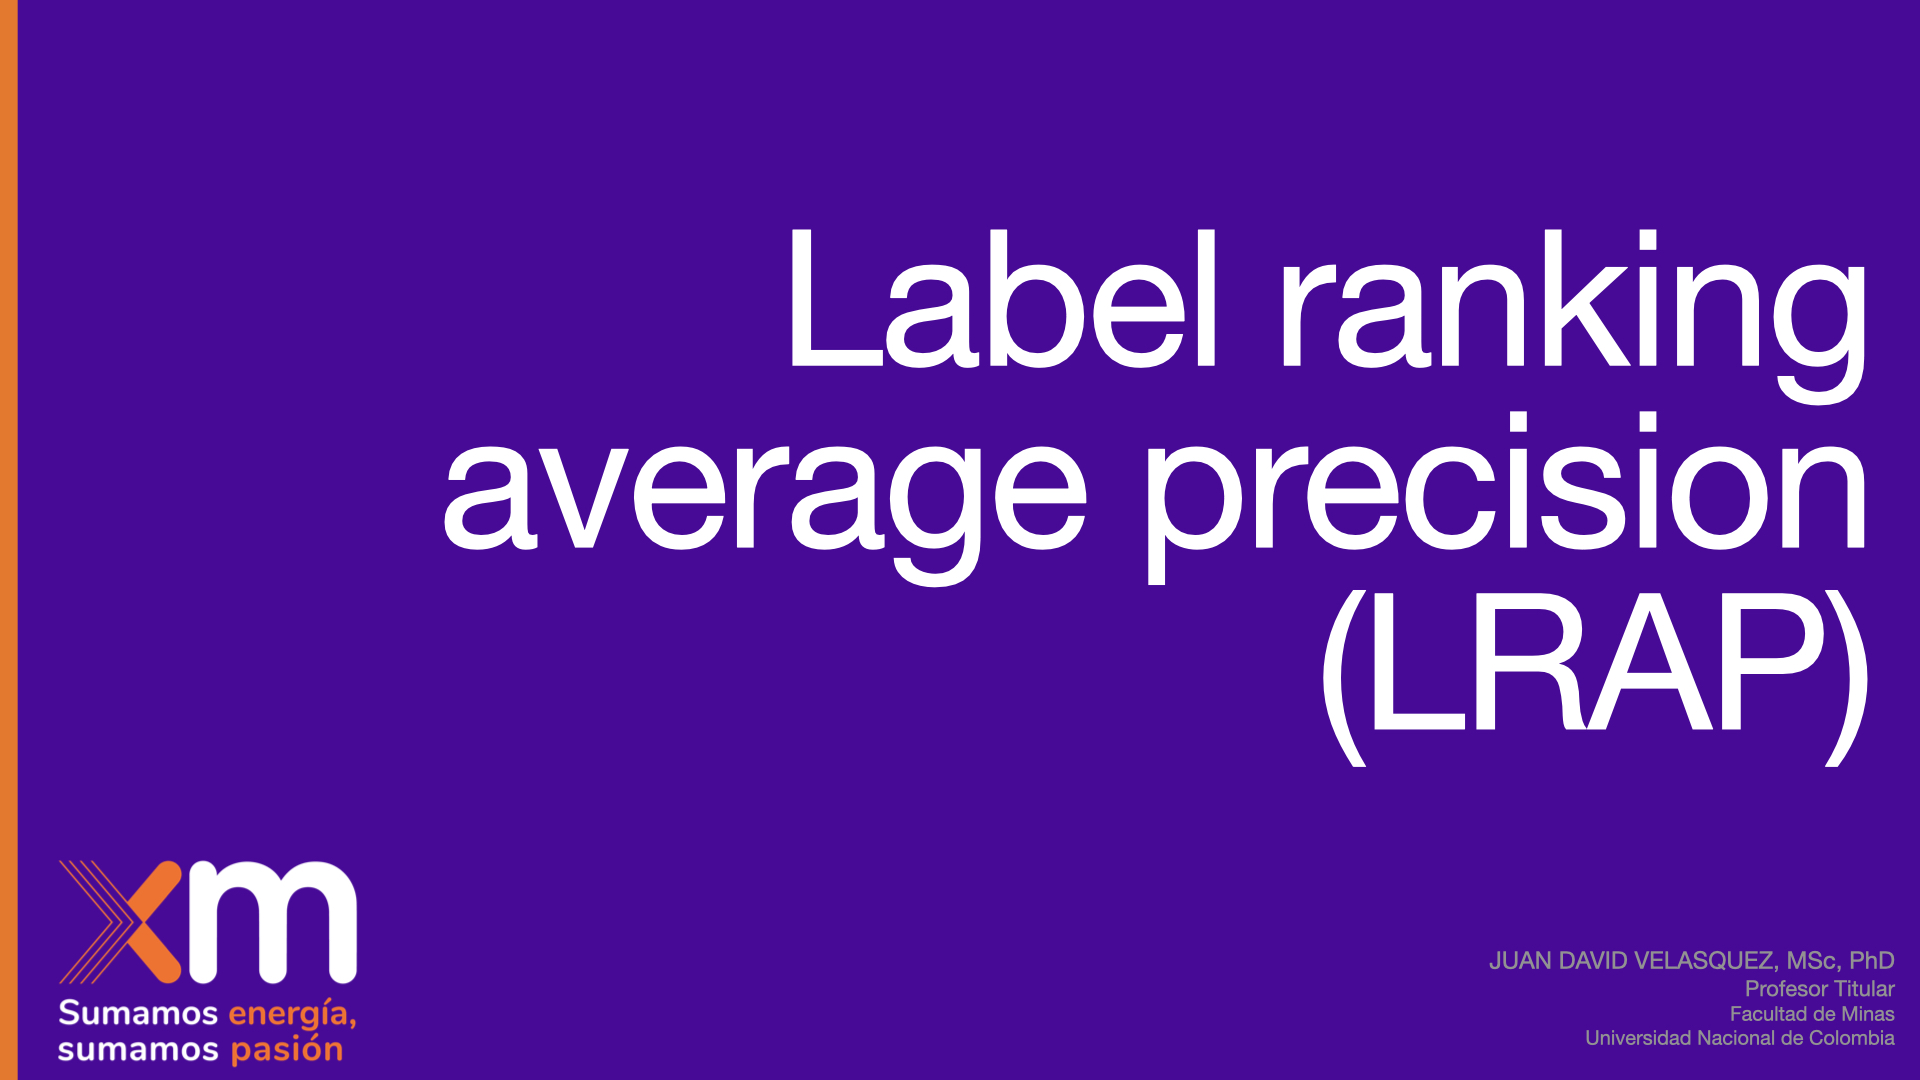 Label ranking
average precision
(LRAP)
xm
Sumamos energía,
sumamos pasión
JUAN DAVID VELASQUEZ, MSc, PhD
Profesor Titular
Facultad de Minas
Universidad Nacional de Colombia